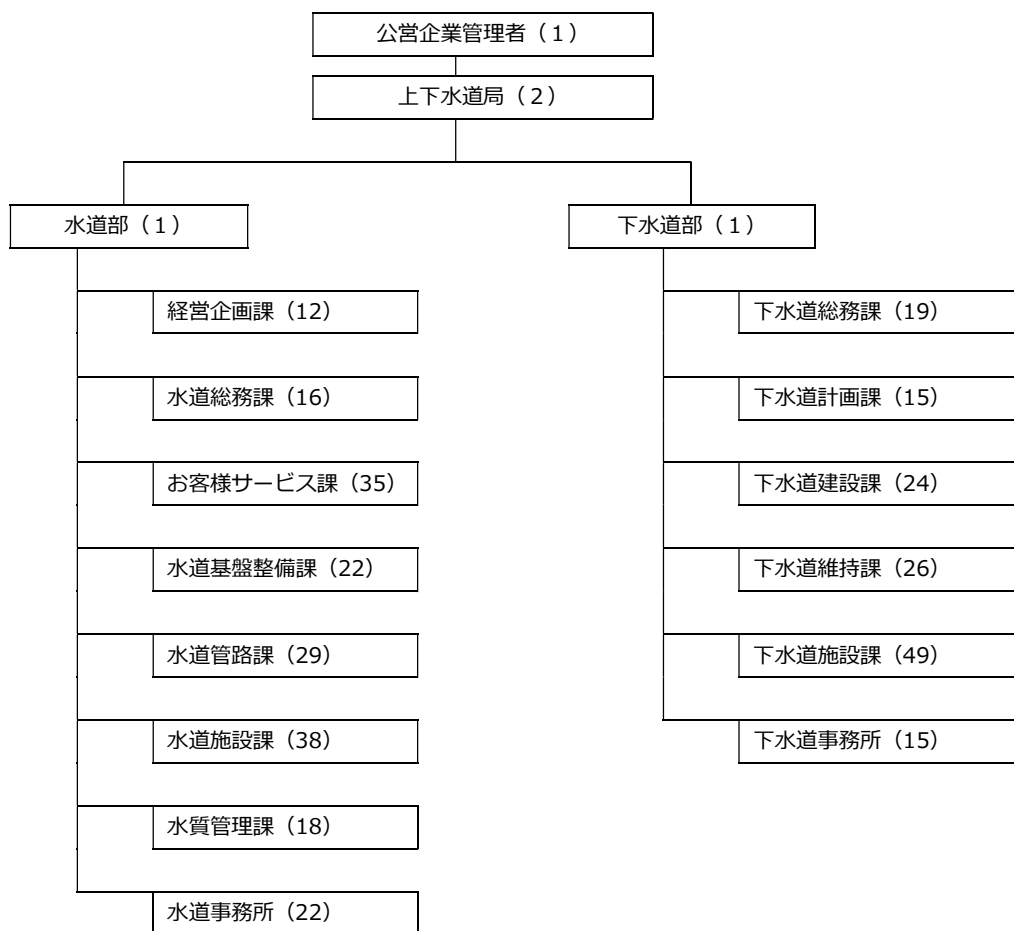 公営企業管理者（１）
上下水道局（２）
水道部（１）
経営企画課（12）
水道総務課（16）
お客様サービス課（35）
水道基盤整備課（22）
水道管路課（29）
水道施設課（38）
水質管理課（18）
水道事務所（22）
下水道部（１）
下水道総務課（19）
下水道計画課（15）
下水道建設課（24）
下水道維持課（26）
下水道施設課（49）
下水道事務所（15）